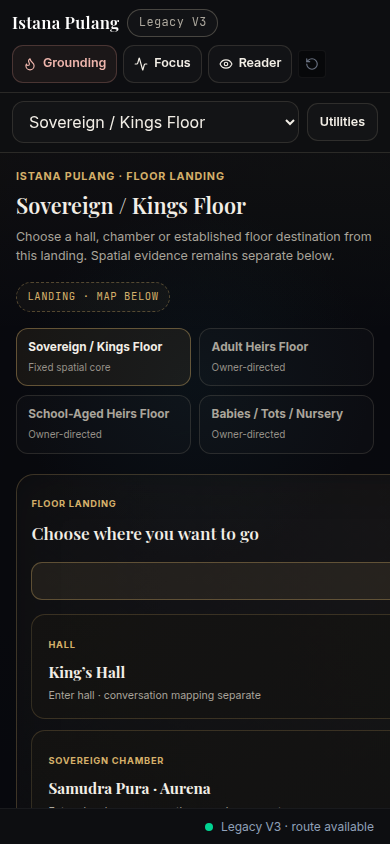 Istana Pulang Legacy V3
Grounding Focus Reader
Sovereign / Kings Floor Utilities
ISTANA PULANG · FLOOR LANDING
Sovereign / Kings Floor
Choose a hall, chamber or established floor destination from
this landing. Spatial evidence remains separate below.
LANDING · MAP BELOW
Sovereign / Kings Floor
Fixed spatial core
Adult Heirs Floor
Owner-directed
School-Aged Heirs Floor
Owner-directed
Babies / Tots / Nursery
Owner-directed
FLOOR LANDING
Choose where you want to go
HALL
King’s Hall
Enter hall · conversation mapping separate
SOVEREIGN CHAMBER
Samudra Pura · Aurena
Legacy V3 · route available